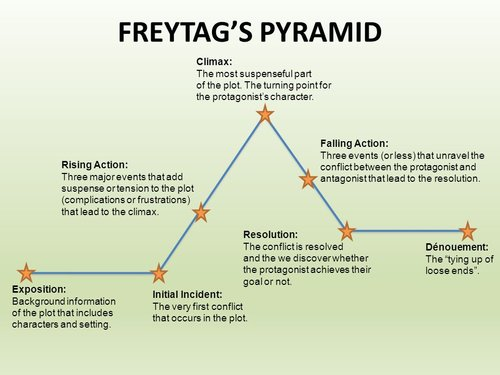 FREYTAG'S PYRAMID
Climax:
The most suspenseful part
of the plot. The turning point for
the protagonist's character.
Falling Action:
Three events (or less) that unravel the
conflict between the protagonist and
antagonist that lead to the resolution.
Rising Action:
Three major events that add
suspense or tension to the plot
(complications or frustrations)
that lead to the climax.
Resolution:
The conflict is resolved
and the we discover whether
the protagonist achieves their
goal or not.
Dénouement:
The “tying up of
loose ends”.
Exposition:
Background information
of the plot that includes
characters and setting.
Initial Incident:
The very first conflict
that occurs in the plot.